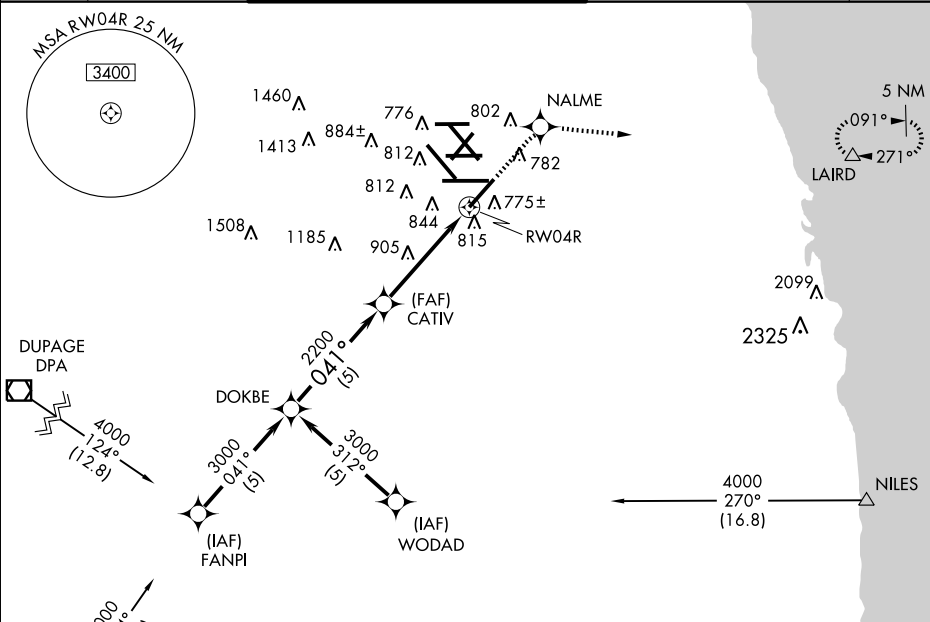 MSA RW04R 25 NM
3400
1460
776
802
NALME
5 NM
091°
271°
LAIRD
1413
884±
812
782
812
844
775±
RW04R
815
1508
1185
905
(FAF)
CATIV
2099
2325
DUPAGE
DPA
2200
041°
(5)
DOKBE
4000
124°
(12.8)
3000
041°
(5)
3000
312°
(5)
4000
270°
(16.8)
NILES
(IAF)
FANPI
(IAF)
WODAD